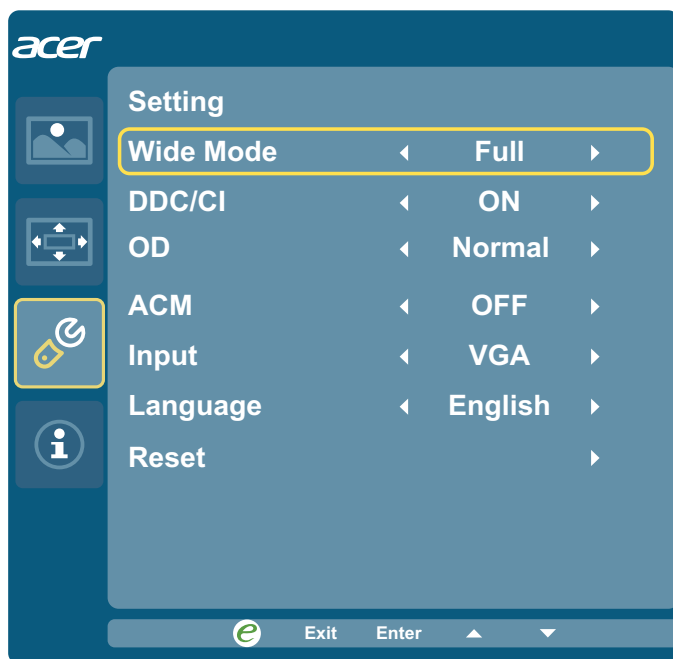 acer
Setting
Wide Mode Full
DDC/CI ON
OD Normal
ACM OFF
Input VGA
Language English
Reset
e Exit Enter